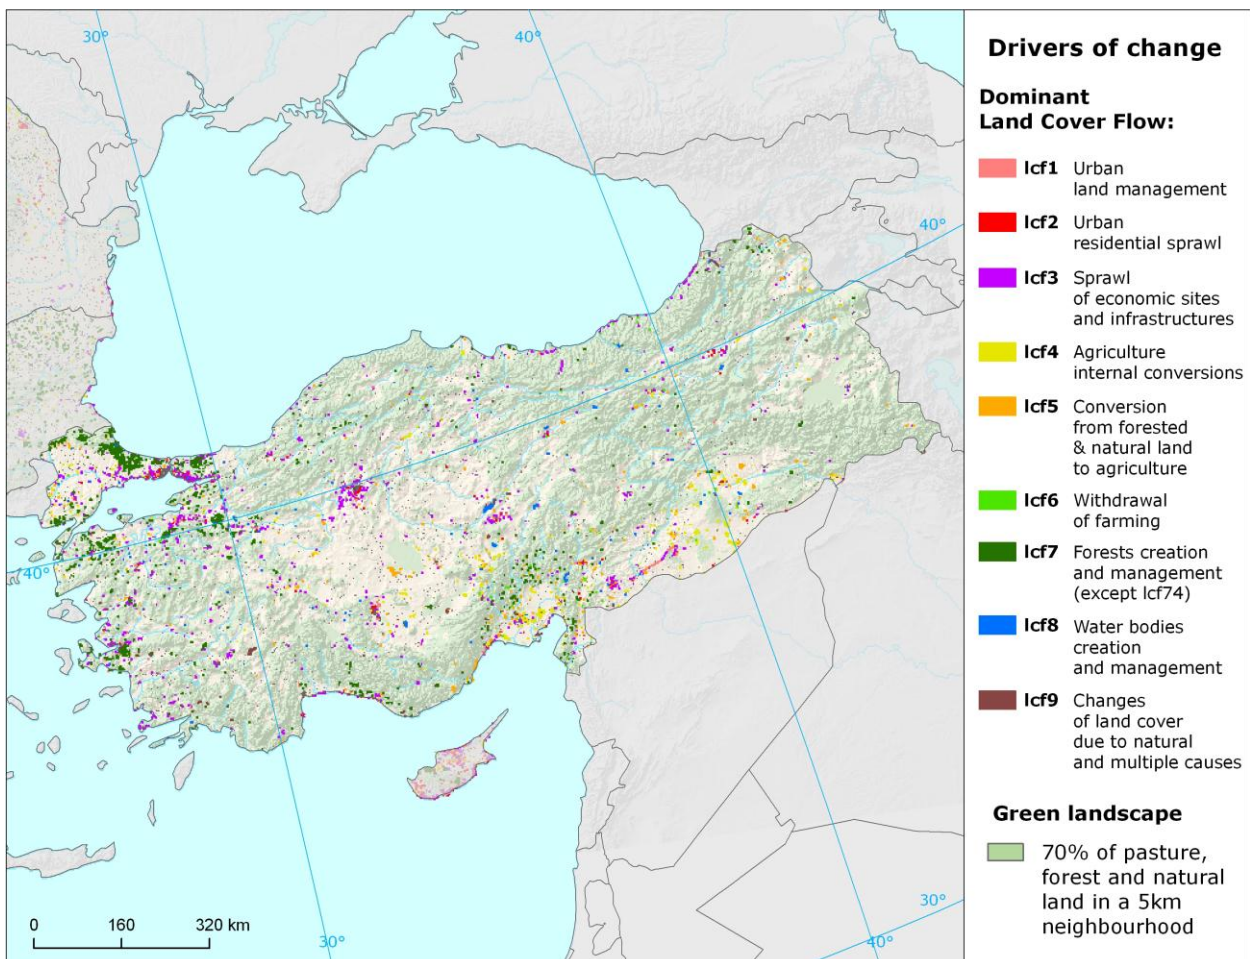 30°
40°
40°
40°
30°
30°
40°
0 160 320 km
Drivers of change
Dominant
Land Cover Flow:
lcf1 Urban
land management
lcf2 Urban
residential sprawl
lcf3 Sprawl
of economic sites
and infrastructures
lcf4 Agriculture
internal conversions
lcf5 Conversion
from forested
& natural land
to agriculture
lcf6 Withdrawal
of farming
lcf7 Forests creation
and management
(except lcf74)
lcf8 Water bodies
creation
and management
lcf9 Changes
of land cover
due to natural
and multiple causes
Green landscape
70% of pasture,
forest and natural
land in a 5km
neighbourhood